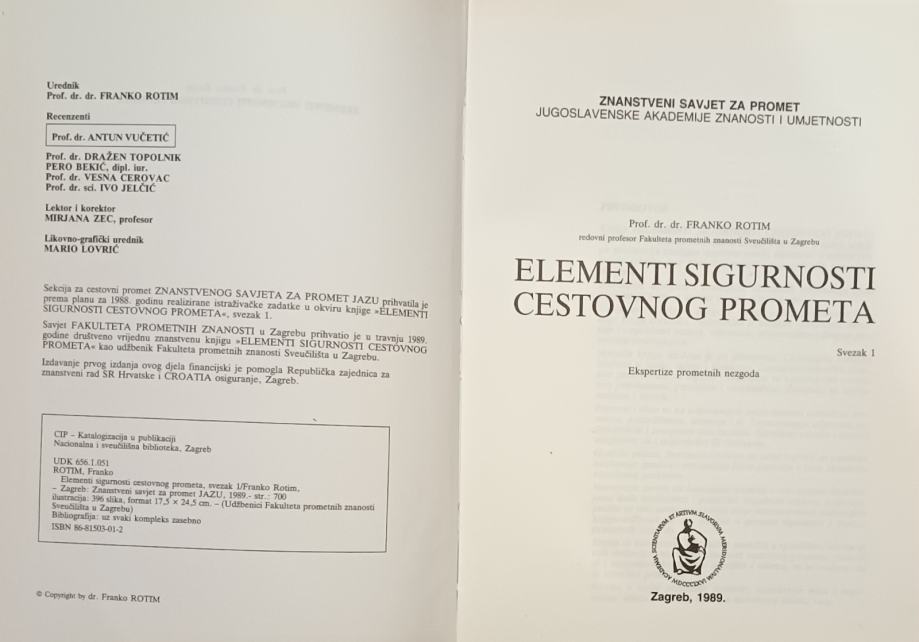 Urednik
Prof. dr. dr. FRANKO ROTIM
Recenzenti
Prof. dr. ANTUN VUČETIĆ
Prof. dr. DRAŽEN TOPOLNIK
PERO BEKIĆ, dipl. iur.
Prof. dr. VESNA CEROVAC
Prof. dr. sci. IVO JELČIĆ
Lektor i korektor
MIRJANA ZEC, profesor
Likovno-grafički urednik
MARIO LOVRIĆ
Sekcija za cestovni promet ZNANSTVENOG SAVJETA ZA PROMET JAZU prihvatila je
prema planu za 1988. godinu realizirane istraživačke zadatke u okviru knjige »ELEMENTI
SIGURNOSTI CESTOVNOG PROMETA«, svezak 1.
Savjet FAKULTETA PROMETNIH ZNANOSTI u Zagrebu prihvatio je u travnju 1989.
godine društveno vrijednu znanstvenu knjigu »ELEMENTI SIGURNOSTI CESTOVNOG
PROMETA« kao udžbenik Fakulteta prometnih znanosti Sveučilišta u Zagrebu.
Izdavanje prvog izdanja ovog djela financijski je pomogla Republička zajednica za
znanstveni rad SR Hrvatske i CROATIA osiguranje, Zagreb.
CIP – Katalogizacija u publikaciji
Nacionalna i sveučilišna biblioteka, Zagreb
UDK 656.1.051
ROTIM, Franko
Elementi sigurnosti cestovnog prometa, svezak 1/Franko Rotim.
– Zagreb: Znanstveni savjet za promet JAZU, 1989.- str.: 700
ilustracija: 396 slika, format 17,5 × 24,5 cm. – (Udžbenici Fakulteta prometnih znanosti
Sveučilišta u Zagrebu)
Bibliografija: uz svaki kompleks zasebno
ISBN 86-81503-01-2
© Copyright by dr. Franko ROTIM
ZNANSTVENI SAVJET ZA PROMET
JUGOSLAVENSKE AKADEMIJE ZNANOSTI I UMJETNOSTI
Prof. dr. dr. FRANKO ROTIM
redovni profesor Fakulteta prometnih znanosti Sveučilišta u Zagrebu
ELEMENTI SIGURNOSTI
CESTOVNOG PROMETA
Svezak 1
Ekspertize prometnih nezgoda
ACADEMIA SCIENTIARVM ET ARTIVM SLAVORVM MERIDIONALIVM
MDCCCLXVI
Zagreb, 1989.